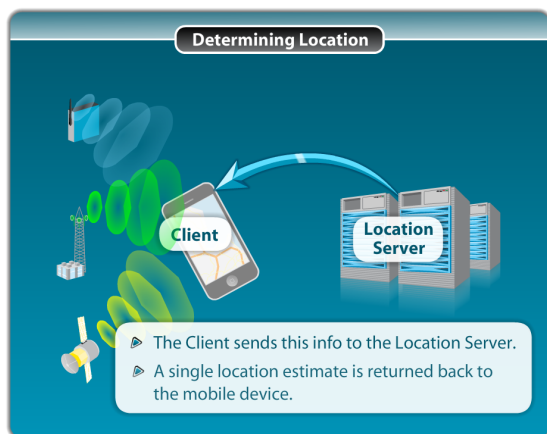 Determining Location
Client
Location
Server
The Client sends this info to the Location Server.
A single location estimate is returned back to
the mobile device.